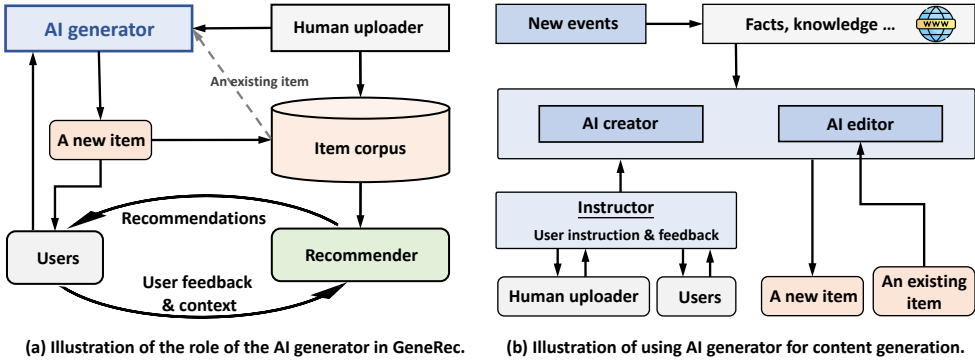 AI generator
Human uploader
An existing item
A new item
Item corpus
Recommendations
Users
Recommender
User feedback
& context
(a) Illustration of the role of the AI generator in GeneRec.
New events
Facts, knowledge ...
WWW
AI creator
AI editor
Instructor
User instruction & feedback
Human uploader
Users
A new item
An existing
item
(b) Illustration of using AI generator for content generation.